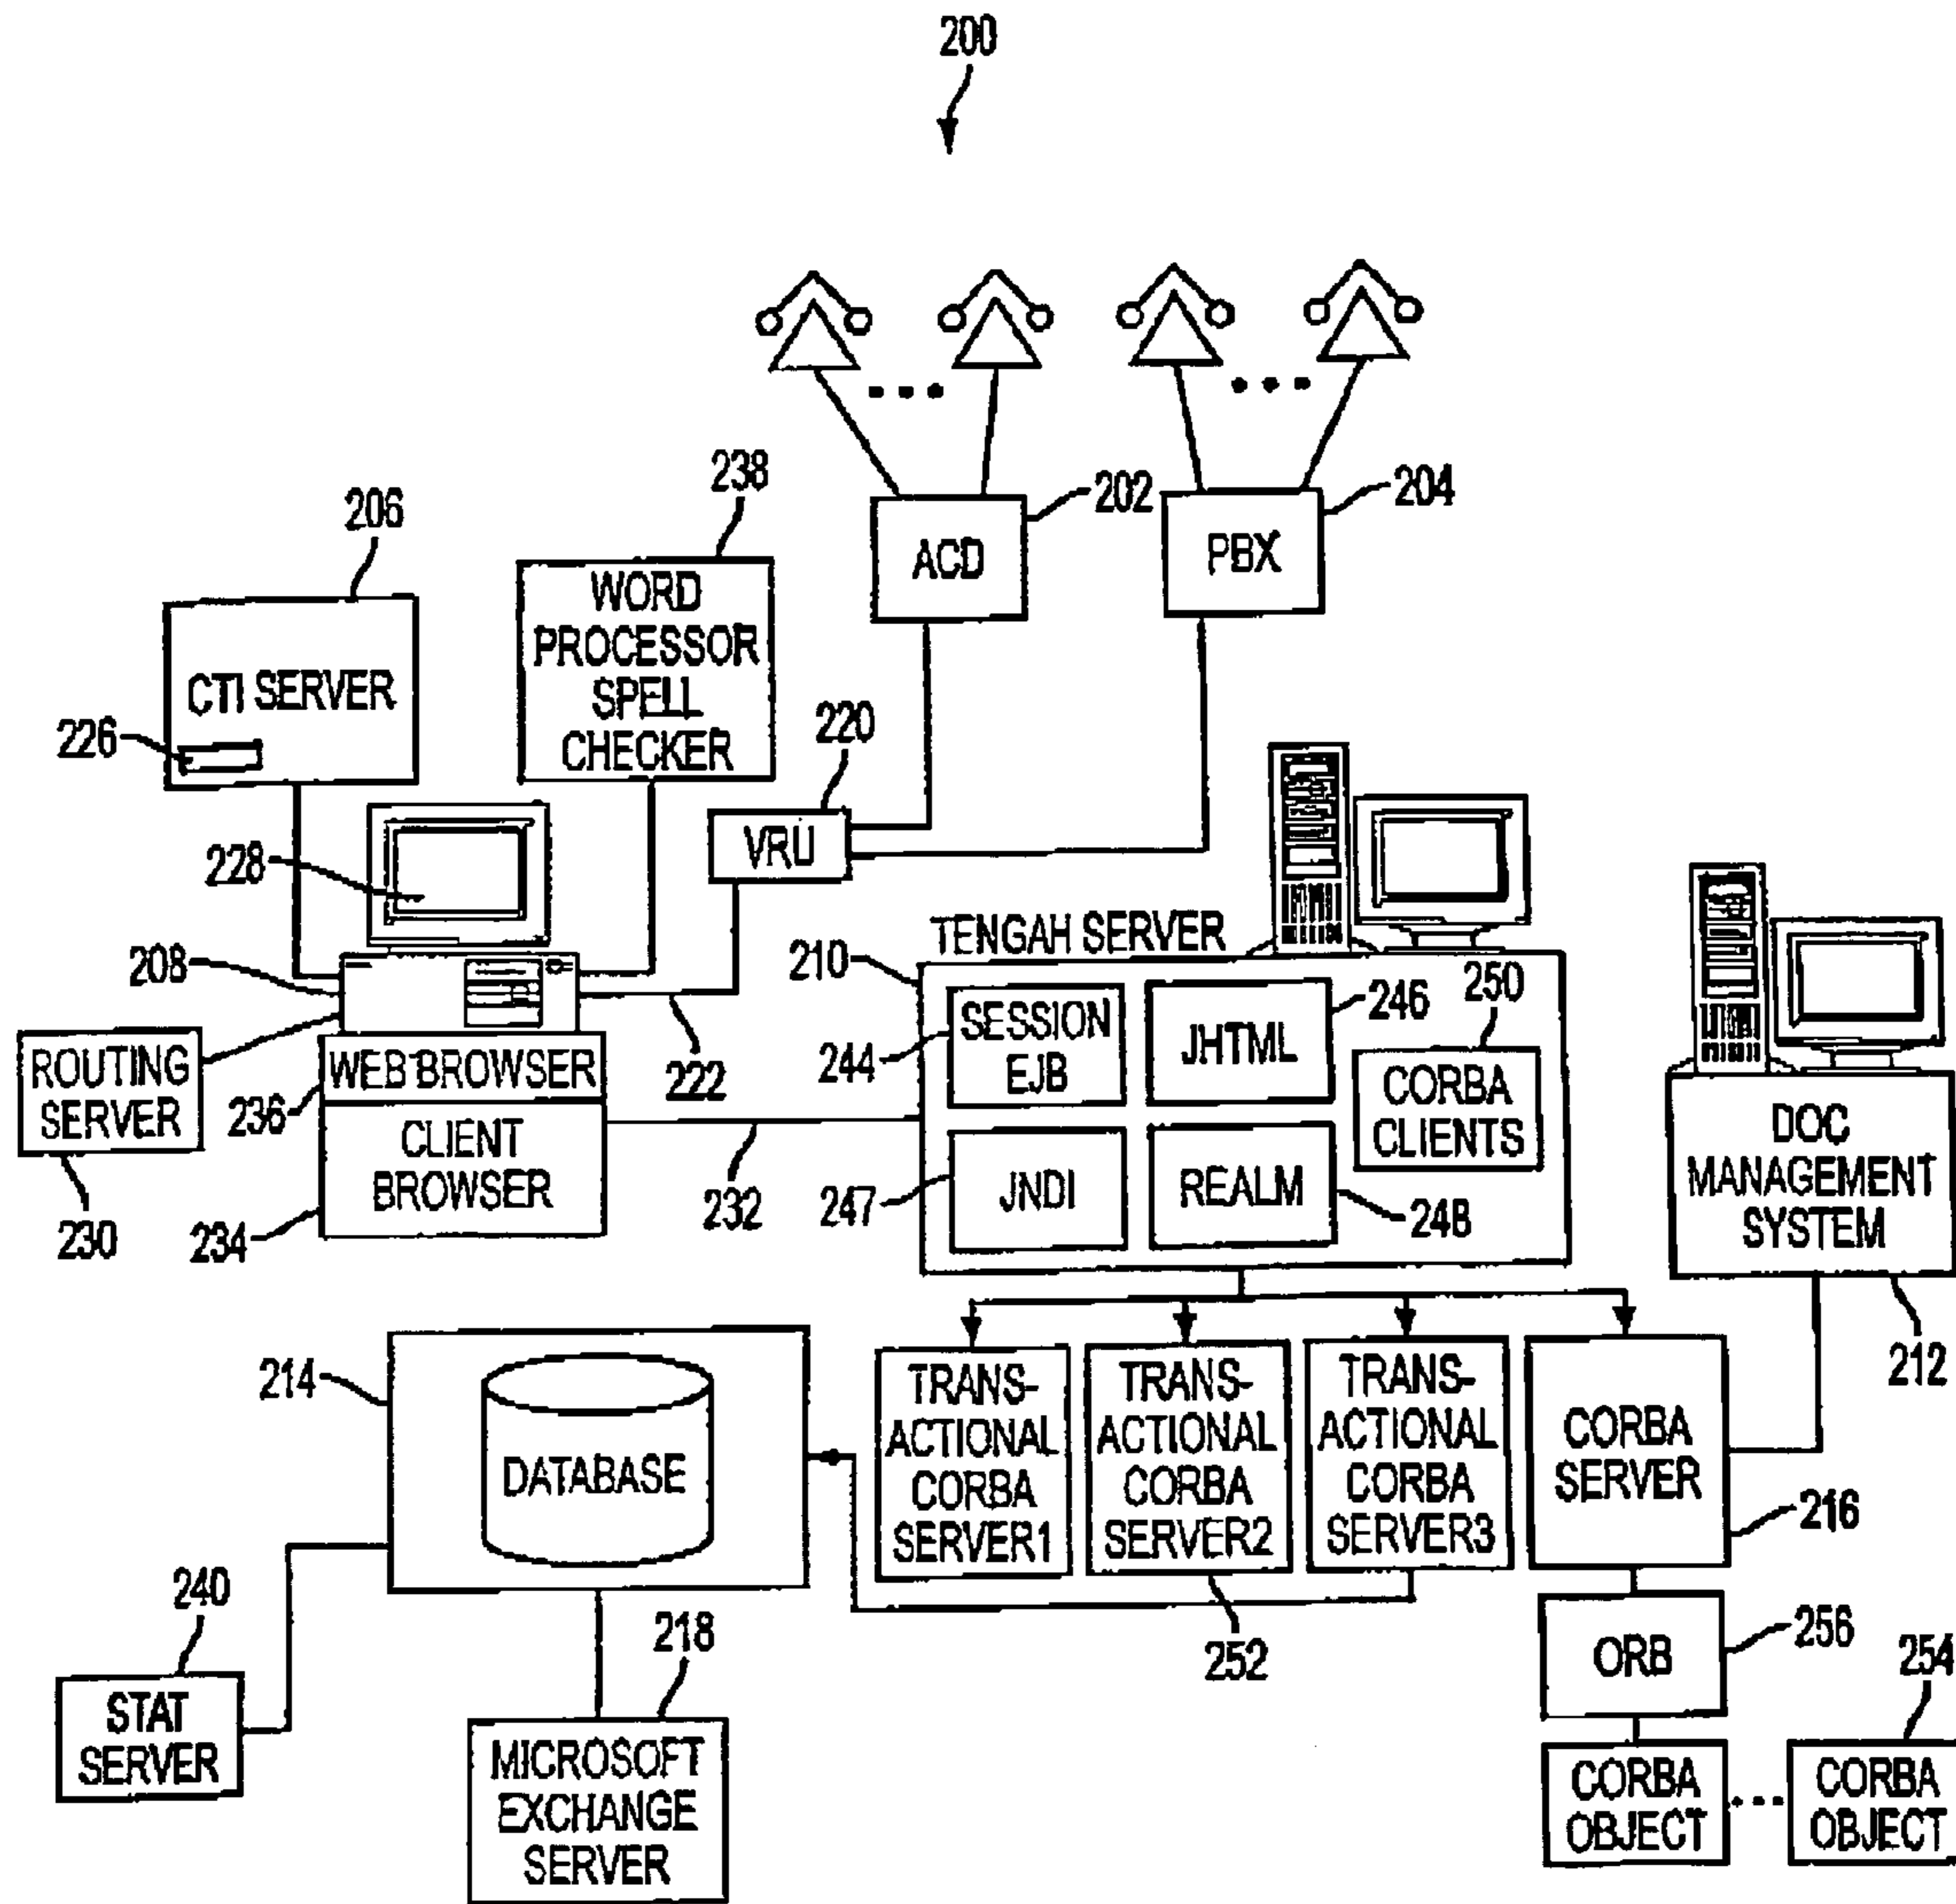 200
202
204
238
206
ACD
PBX
WORD
PROCESSOR
SPELL
CHECKER
CTI SERVER
226
220
VRU
228
TENGAH SERVER
208
210
250
246
SESSION
EJB
JHTML
244
ROUTING
SERVER
WEB BROWSER
222
CORBA
CLIENTS
236
CLIENT
BROWSER
DOC
MANAGEMENT
SYSTEM
230
234
232
247
JNDI
REALM
248
212
214
DATABASE
TRANS-
ACTIONAL
CORBA
SERVER1
TRANS-
ACTIONAL
CORBA
SERVER2
TRANS-
ACTIONAL
CORBA
SERVER3
CORBA
SERVER
216
240
218
252
ORB
256
254
STAT
SERVER
MICROSOFT
EXCHANGE
SERVER
CORBA
OBJECT
CORBA
OBJECT